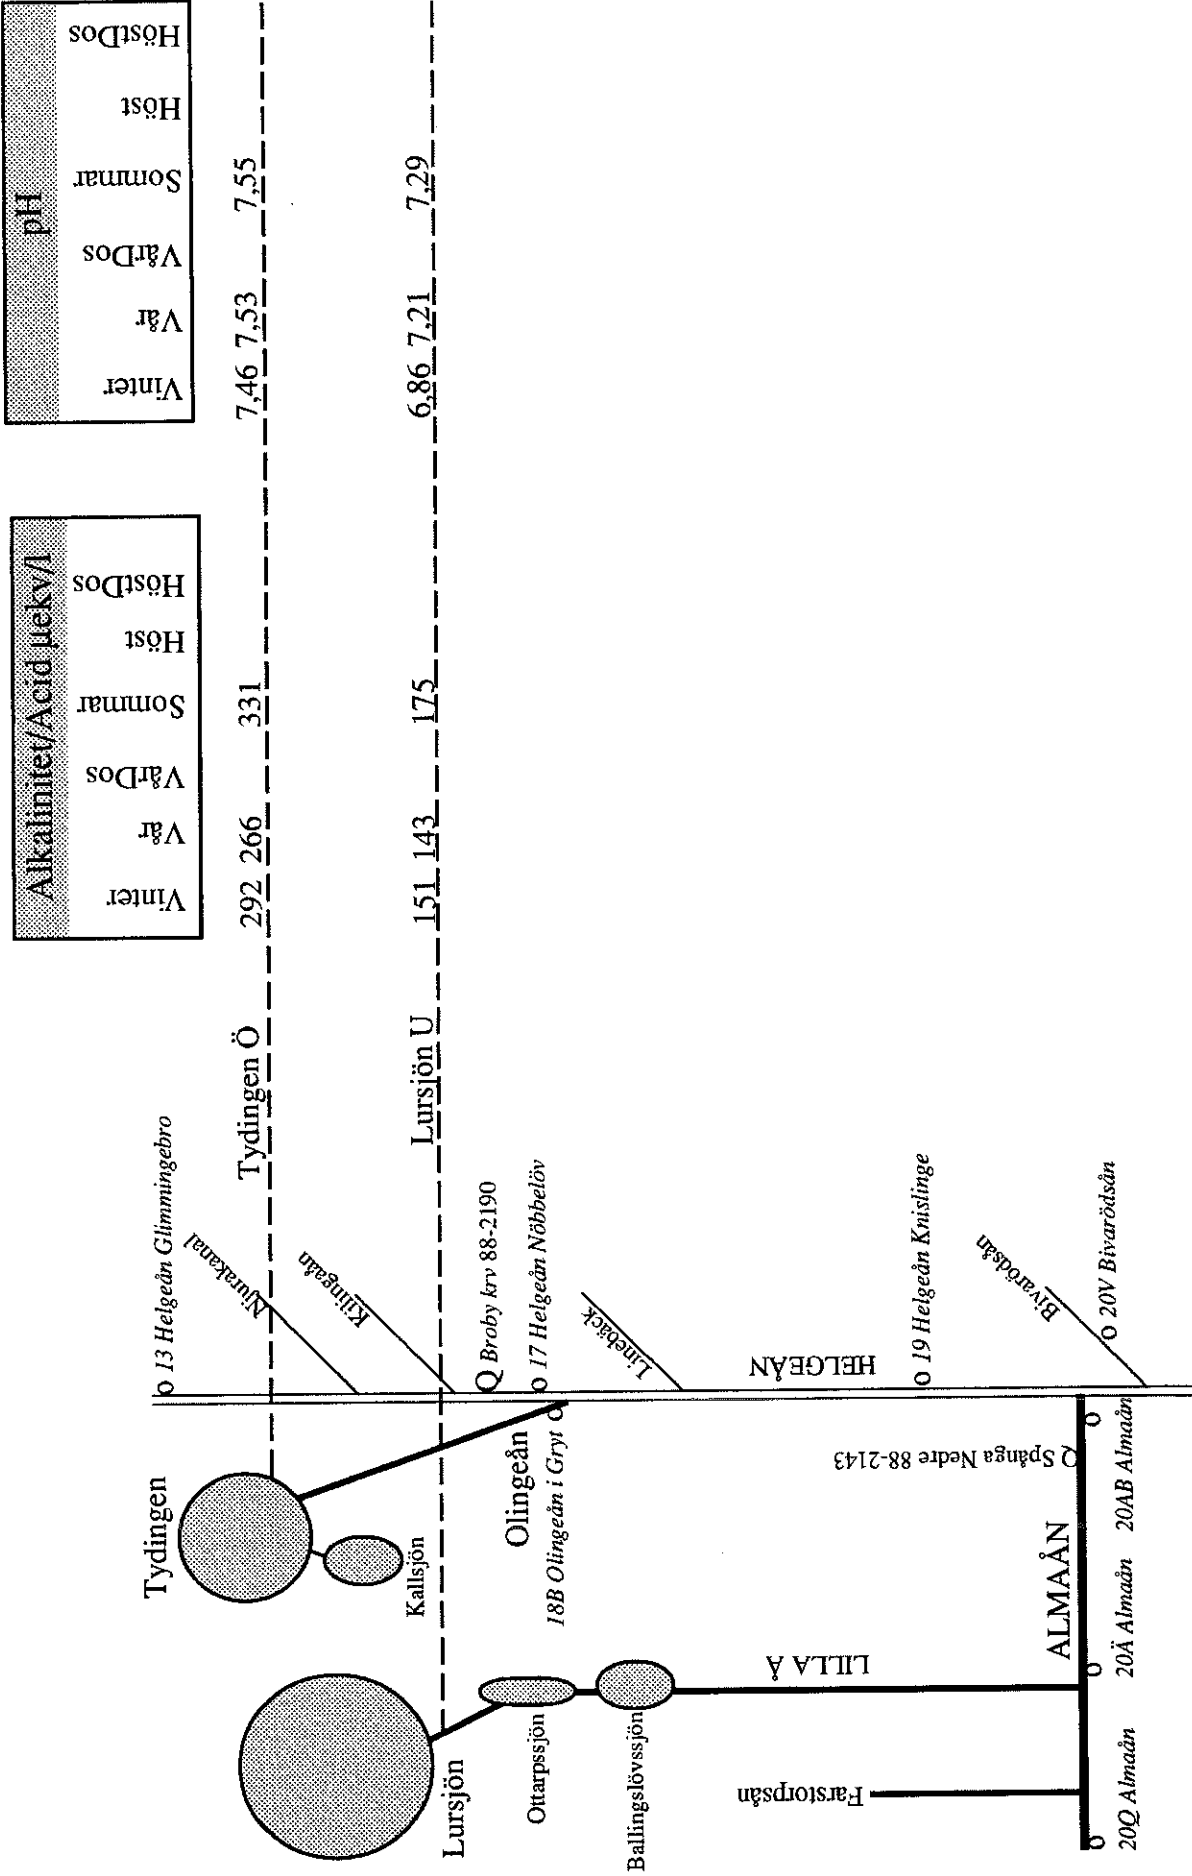 Alkalinitet/Acid µekv/l
Vinter
Vår
VårDos
Sommar
Höst
HöstDos
pH
Vinter
Vår
VårDos
Sommar
Höst
HöstDos
Tydingen Ö 292 266 331 7,46 7,53 7,55
Lursjön U 151 143 175 6,86 7,21 7,29
Tydingen
Kallsjön
Lursjön
Ottarpssjön
Ballingslövssjön
Farstorpsån
LILLA Å
ALMAÅN
20Q Almaån
20Ä Almaån
20AB Almaån
Q Spånga Nedre 88-2143
Olingeån
18B Olingeån i Gryt
13 Helgeån Glimmingebro
Njurakanal
Kilingaån
Q Broby krv 88-2190
17 Helgeån Nöbbelöv
Linebäck
HELGEÅN
19 Helgeån Knislinge
Bivarödsån
20V Bivarödsån